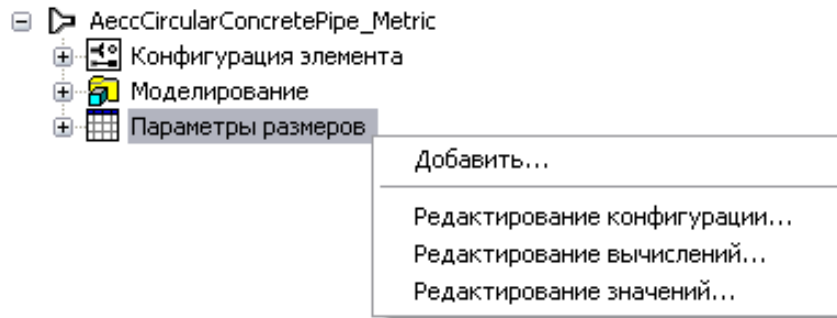 AeccCircularConcretePipe_Metric
Конфигурация элемента
Моделирование
Параметры размеров
Добавить...
Редактирование конфигурации...
Редактирование вычислений...
Редактирование значений...